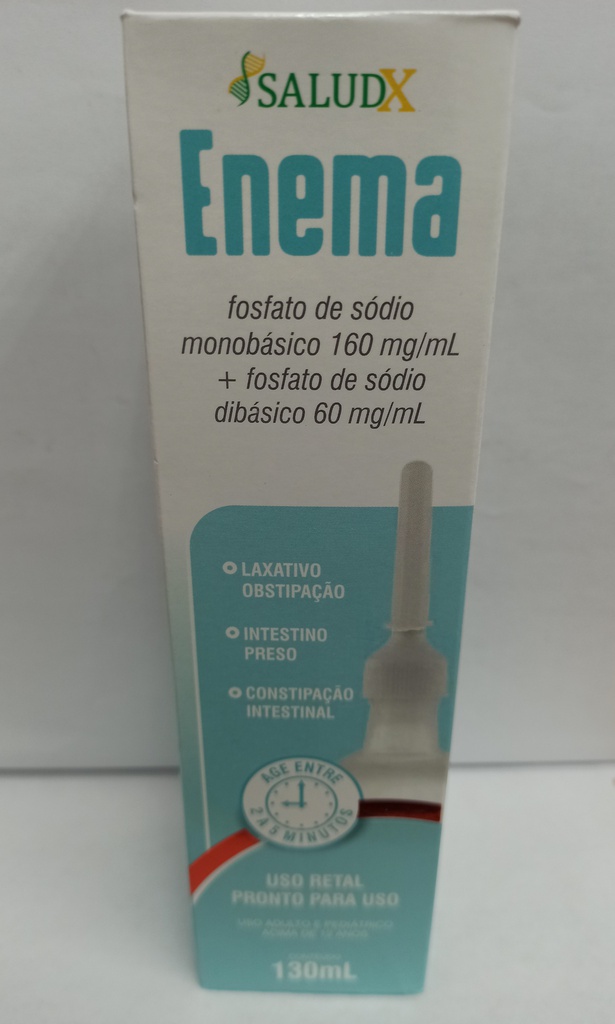 SALUDX
Enema
fosfato de sódio
monobásico 160 mg/mL
+ fosfato de sódio
dibásico 60 mg/mL
LAXATIVO
OBSTIPAÇÃO
INTESTINO
PRESO
CONSTIPAÇÃO
INTESTINAL
AGE ENTRE
2 A 5 MINUTOS
USO RETAL
PRONTO PARA USO
USO ADULTO E PEDIÁTRICO
ACIMA DE 12 ANOS
130mL